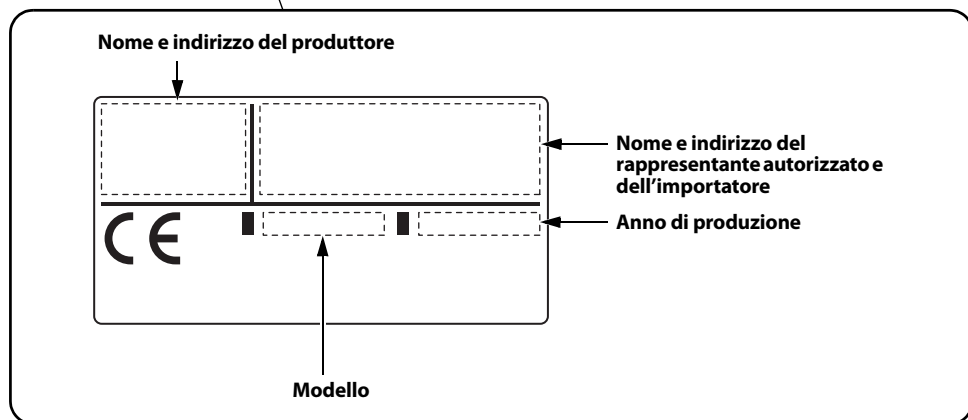 Nome e indirizzo del produttore
Nome e indirizzo del
rappresentante autorizzato e
dell'importatore
Anno di produzione
CE
Modello